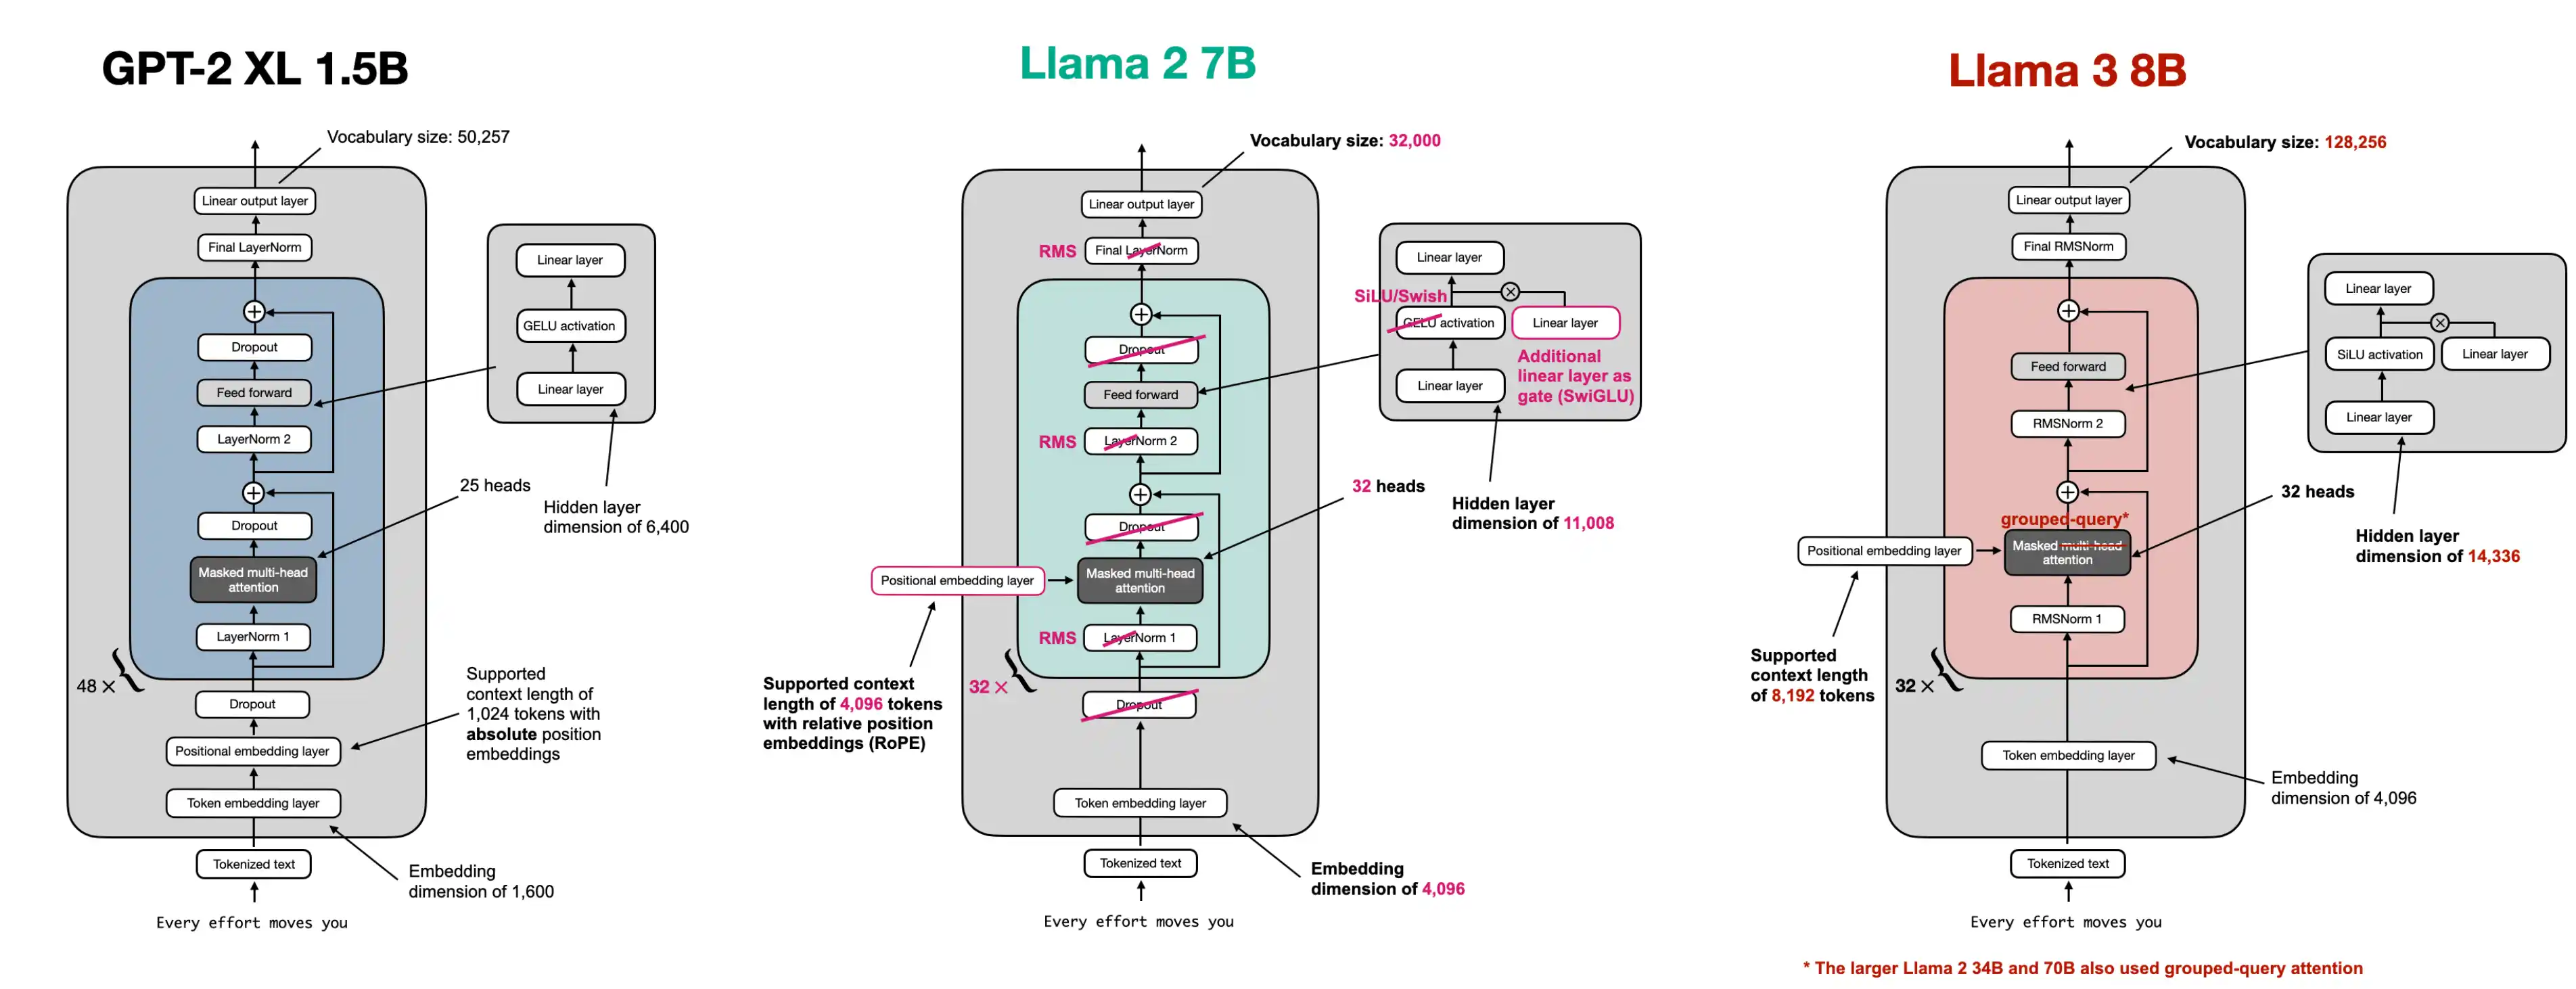 GPT-2 XL 1.5B
Vocabulary size: 50,257
Linear output layer
Final LayerNorm
Dropout
Feed forward
LayerNorm 2
Dropout
Masked multi-head
attention
LayerNorm 1
48 ×
Dropout
Positional embedding layer
Token embedding layer
Tokenized text
Every effort moves you
Linear layer
GELU activation
Linear layer
Hidden layer
dimension of 6,400
25 heads
Supported
context length of
1,024 tokens with
absolute position
embeddings
Embedding
dimension of 1,600
Llama 2 7B
Vocabulary size: 32,000
Linear output layer
RMS
Final LayerNorm
Dropout
Feed forward
RMS
LayerNorm 2
Dropout
Masked multi-head
attention
Positional embedding layer
RMS
LayerNorm 1
32 ×
Dropout
Token embedding layer
Tokenized text
Every effort moves you
Supported context
length of 4,096 tokens
with relative position
embeddings (RoPE)
Linear layer
SiLU/Swish
GELU activation
Linear layer
Linear layer
Additional
linear layer as
gate (SwiGLU)
32 heads
Hidden layer
dimension of 11,008
Embedding
dimension of 4,096
Llama 3 8B
Vocabulary size: 128,256
Linear output layer
Final RMSNorm
Feed forward
RMSNorm 2
grouped-query*
Masked multi-head
attention
Positional embedding layer
RMSNorm 1
32 ×
Token embedding layer
Tokenized text
Every effort moves you
Supported
context length
of 8,192 tokens
Linear layer
SiLU activation
Linear layer
Linear layer
32 heads
Hidden layer
dimension of 14,336
Embedding
dimension of 4,096
* The larger Llama 2 34B and 70B also used grouped-query attention